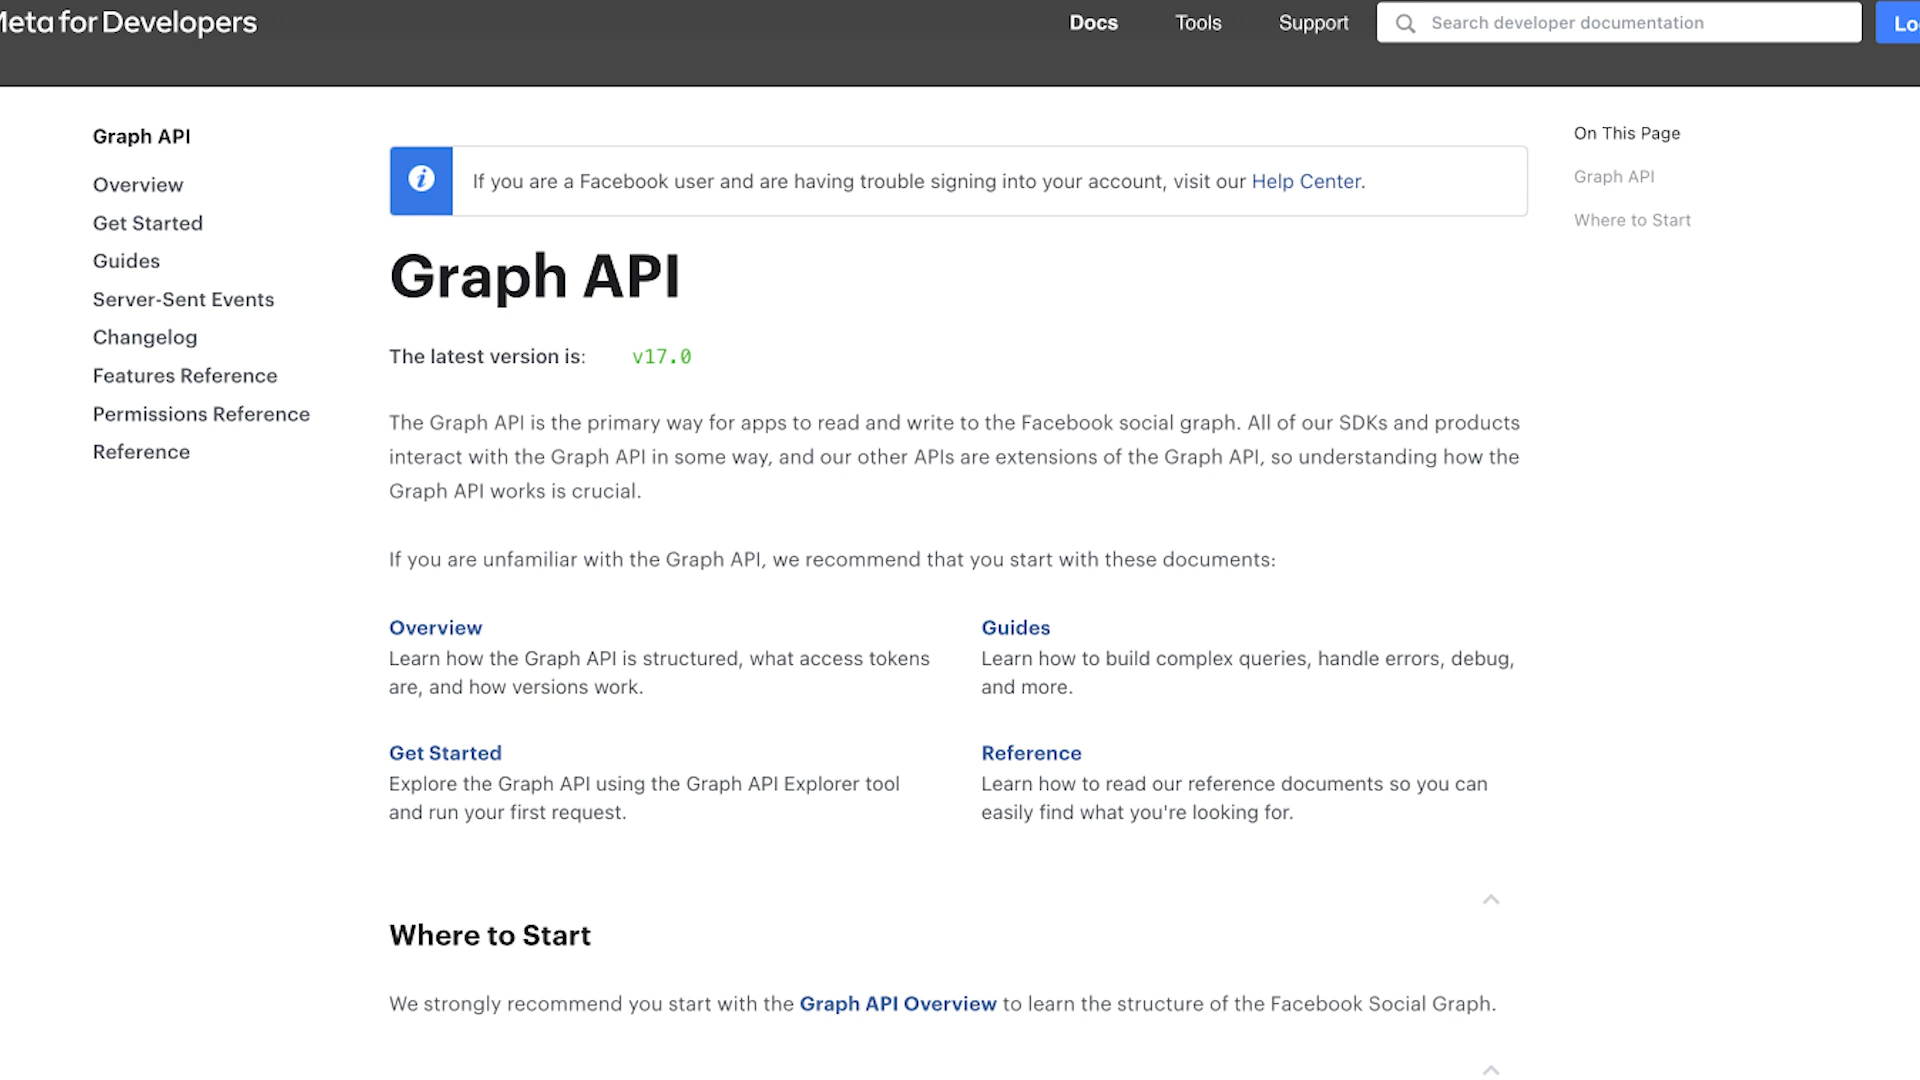 Meta for Developers
Docs
Tools
Support
Search developer documentation
Graph API
Overview
Get Started
Guides
Server-Sent Events
Changelog
Features Reference
Permissions Reference
Reference
If you are a Facebook user and are having trouble signing into your account, visit our Help Center.
Graph API
The latest version is: v17.0
The Graph API is the primary way for apps to read and write to the Facebook social graph. All of our SDKs and products
interact with the Graph API in some way, and our other APIs are extensions of the Graph API, so understanding how the
Graph API works is crucial.
If you are unfamiliar with the Graph API, we recommend that you start with these documents:
Overview
Learn how the Graph API is structured, what access tokens
are, and how versions work.
Guides
Learn how to build complex queries, handle errors, debug,
and more.
Get Started
Explore the Graph API using the Graph API Explorer tool
and run your first request.
Reference
Learn how to read our reference documents so you can
easily find what you're looking for.
Where to Start
We strongly recommend you start with the Graph API Overview to learn the structure of the Facebook Social Graph.
On This Page
Graph API
Where to Start